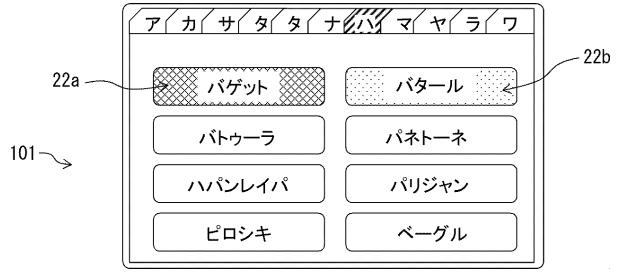 ア カ サ タ タ ナ ハ マ ヤ ラ ワ
22a
22b
バゲット バタール
バトゥーラ パネトーネ
101
ハパンレイパ パリジャン
ピロシキ ベーグル